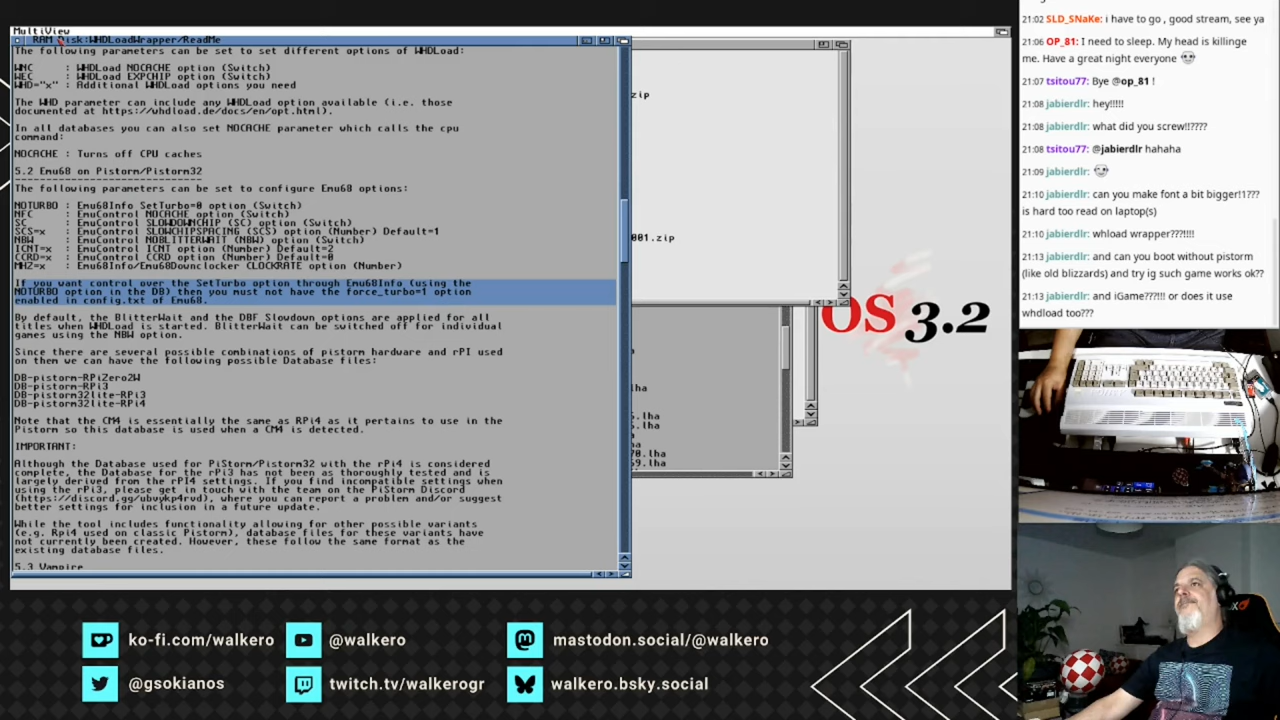 MultiView
RAM Disk:WHDLoadWrapper/ReadMe
The following parameters can be set to set different options of WHDLoad:
WNC : WHDLoad NOCACHE option (Switch)
WEC : WHDLoad EXPCHIP option (Switch)
WHD="x" : Additional WHDLoad options you need
The WHD parameter can include any WHDLoad option available (i.e. those
documented at https://whdload.de/docs/en/opt.html).
In all databases you can also set NOCACHE parameter which calls the cpu
command:
NOCACHE : Turns off CPU caches
5.2 Emu68 on Pistorm/Pistorm32
------------------------------
The following parameters can be set to configure Emu68 options:
NOTURBO : Emu68Info SetTurbo=0 option (Switch)
NFC : EmuControl NOCACHE option (Switch)
SC : EmuControl SLOWDOWNCHIP (SC) option (Switch)
SCS=x : EmuControl SLOWCHIPSPACING (SCS) option (Number) Default=1
NBW : EmuControl NOBLITTERWAIT (NBW) option (Switch)
ICNT=x : EmuControl ICNT option (Number) Default=2
CCRD=x : EmuControl CCRD option (Number) Default=0
MHZ=x : Emu68Info/Emu68Downclocker CLOCKRATE option (Number)
If you want control over the SetTurbo option through Emu68Info (using the
NOTURBO option in the DB) then you must not have the force_turbo=1 option
enabled in config.txt of Emu68.
By default, the BlitterWait and the DBF Slowdown options are applied for all
titles when WHDLoad is started. BlitterWait can be switched off for individual
games using the NBW option.
Since there are several possible combinations of pistorm hardware and rPI used
on them we can have the following possible Database files:
DB-pistorm-RPiZero2W
DB-pistorm-RPi3
DB-pistorm32lite-RPi3
DB-pistorm32lite-RPi4
Note that the CM4 is essentially the same as RPi4 as it pertains to use in the
Pistorm so this database is used when a CM4 is detected.
IMPORTANT:
Although the Database used for PiStorm/Pistorm32 with the rPi4 is considered
complete, the Database for the rPi3 has not been as thoroughly tested and is
largely derived from the rPI4 settings. If you find incompatible settings when
using the rPi3, please get in touch with the team on the PiStorm Discord
(https://discord.gg/ubvykp4rvd), where you can report a problem and/or suggest
better settings for inclusion in a future update.
While the tool includes functionality allowing for other possible variants
(e.g. Rpi4 used on classic Pistorm), database files for these variants have
not currently been created. However, these follow the same format as the
existing database files.
5.3 Vampire
zip
001.zip
lha
.lha
.lha
70.lha
69.lha
OS 3.2
21:02 SLD_SNaKe: i have to go , good stream, see ya
21:06 OP_81: I need to sleep. My head is killinge
me. Have a great night everyone
21:07 tsitou77: Bye @op_81 !
21:08 jabierdlr: hey!!!!!
21:08 jabierdlr: what did you screw!!????
21:08 tsitou77: @jabierdlr hahaha
21:09 jabierdlr:
21:10 jabierdlr: can you make font a bit bigger!1???
is hard too read on laptop(s)
21:10 jabierdlr: whload wrapper???!!!!
21:13 jabierdlr: and can you boot without pistorm
(like old blizzards) and try ig such game works ok??
21:13 jabierdlr: and iGame???!!! or does it use
whdload too???
ko-fi.com/walkero
@walkero
mastodon.social/@walkero
@gsokianos
twitch.tv/walkerogr
walkero.bsky.social